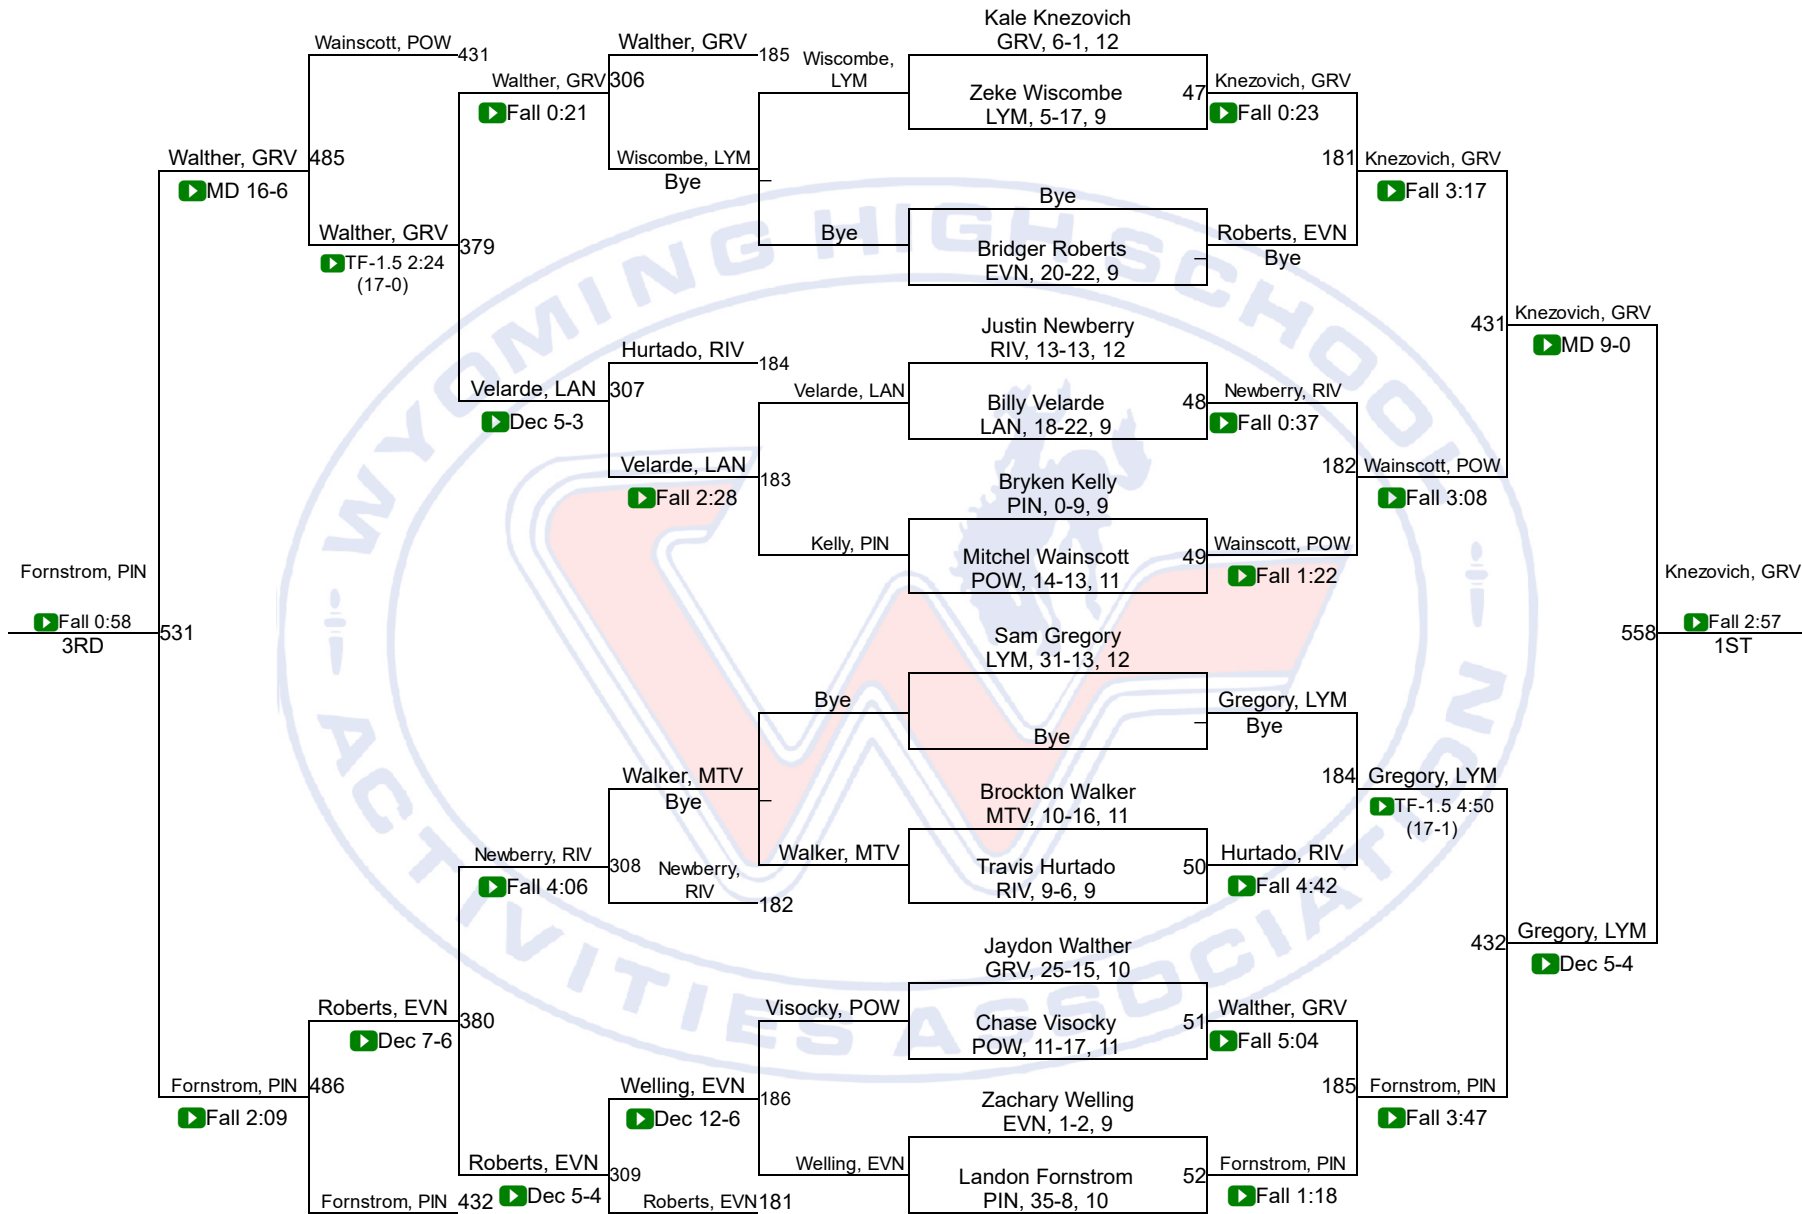 Kale Knezovich
GRV, 6-1, 12
Wainscott, POW
431
Walther, GRV
185
Wiscombe,
LYM
Walther, GRV
306
Fall 0:21
Zeke Wiscombe
LYM, 5-17, 9
47
Knezovich, GRV
Fall 0:23
Walther, GRV
485
MD 16-6
Wiscombe, LYM
Bye
181
Knezovich, GRV
Fall 3:17
Bye
Walther, GRV
379
TF-1.5 2:24
(17-0)
Bye
Bridger Roberts
EVN, 20-22, 9
Roberts, EVN
Bye
Justin Newberry
RIV, 13-13, 12
431
Knezovich, GRV
MD 9-0
Hurtado, RIV
184
Velarde, LAN
307
Dec 5-3
Velarde, LAN
Billy Velarde
LAN, 18-22, 9
48
Newberry, RIV
Fall 0:37
Velarde, LAN
183
Fall 2:28
Bryken Kelly
PIN, 0-9, 9
182
Wainscott, POW
Fall 3:08
Kelly, PIN
Mitchel Wainscott
POW, 14-13, 11
49
Wainscott, POW
Fall 1:22
Fornstrom, PIN
Fall 0:58
3RD
531
Knezovich, GRV
558
Fall 2:57
1ST
Sam Gregory
LYM, 31-13, 12
Bye
Bye
Gregory, LYM
Bye
Walker, MTV
Bye
Brockton Walker
MTV, 10-16, 11
184
Gregory, LYM
TF-1.5 4:50
(17-1)
Newberry, RIV
308
Fall 4:06
Newberry,
RIV
182
Walker, MTV
Travis Hurtado
RIV, 9-6, 9
50
Hurtado, RIV
Fall 4:42
Jaydon Walther
GRV, 25-15, 10
432
Gregory, LYM
Dec 5-4
Roberts, EVN
380
Dec 7-6
Visocky, POW
Chase Visocky
POW, 11-17, 11
51
Walther, GRV
Fall 5:04
Fornstrom, PIN
486
Fall 2:09
Welling, EVN
186
Dec 12-6
Zachary Welling
EVN, 1-2, 9
185
Fornstrom, PIN
Fall 3:47
Roberts, EVN
309
Dec 5-4
Welling, EVN
Landon Fornstrom
PIN, 35-8, 10
52
Fornstrom, PIN
Fall 1:18
Fornstrom, PIN
432
Roberts, EVN
181
WYOMING HIGH SCHOOL
ACTIVITIES ASSOCIATION